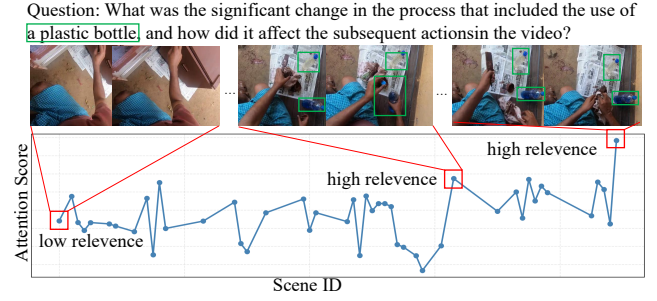 Question: What was the significant change in the process that included the use of
a plastic bottle, and how did it affect the subsequent actionsin the video?
... ...
high relevence
high relevence
low relevence
Attention Score
Scene ID